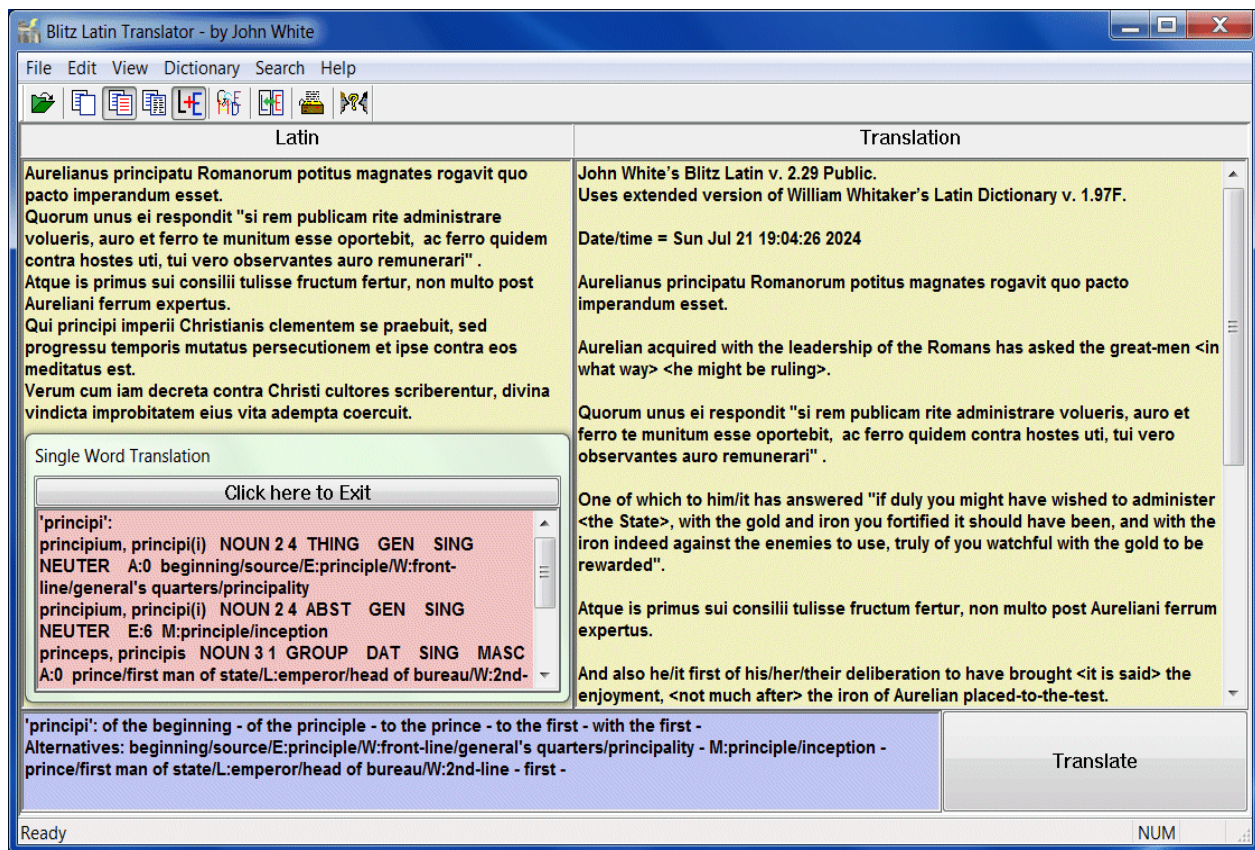 Blitz Latin Translator - by John White
File Edit View Dictionary Search Help
Latin
Translation
Aurelianus principatu Romanorum potitus magnates rogavit quo
pacto imperandum esset.
Quorum unus ei respondit "si rem publicam rite administrare
volueris, auro et ferro te munitum esse oportebit, ac ferro quidem
contra hostes uti, tui vero observantes auro remunerari" .
Atque is primus sui consilii tulisse fructum fertur, non multo post
Aureliani ferrum expertus.
Qui principi imperii Christianis clementem se praebuit, sed
progressu temporis mutatus persecutionem et ipse contra eos
meditatus est.
Verum cum iam decreta contra Christi cultores scriberentur, divina
vindicta improbitatem eius vita adempta coercuit.
Single Word Translation
Click here to Exit
'principi':
principium, principi(i) NOUN 2 4 THING GEN SING
NEUTER A:0 beginning/source/E:principle/W:front-
line/general's quarters/principality
principium, principi(i) NOUN 2 4 ABST GEN SING
NEUTER E:6 M:principle/inception
princeps, principis NOUN 3 1 GROUP DAT SING MASC
A:0 prince/first man of state/L:emperor/head of bureau/W:2nd-
John White's Blitz Latin v. 2.29 Public.
Uses extended version of William Whitaker's Latin Dictionary v. 1.97F.
Date/time = Sun Jul 21 19:04:26 2024
Aurelianus principatu Romanorum potitus magnates rogavit quo pacto
imperandum esset.
Aurelian acquired with the leadership of the Romans has asked the great-men <in
what way> <he might be ruling>.
Quorum unus ei respondit "si rem publicam rite administrare volueris, auro et
ferro te munitum esse oportebit, ac ferro quidem contra hostes uti, tui vero
observantes auro remunerari" .
One of which to him/it has answered "if duly you might have wished to administer
<the State>, with the gold and iron you fortified it should have been, and with the
iron indeed against the enemies to use, truly of you watchful with the gold to be
rewarded".
Atque is primus sui consilii tulisse fructum fertur, non multo post Aureliani ferrum
expertus.
And also he/it first of his/her/their deliberation to have brought <it is said> the
enjoyment, <not much after> the iron of Aurelian placed-to-the-test.
'principi': of the beginning - of the principle - to the prince - to the first - with the first -
Alternatives: beginning/source/E:principle/W:front-line/general's quarters/principality - M:principle/inception -
prince/first man of state/L:emperor/head of bureau/W:2nd-line - first -
Translate
Ready
NUM